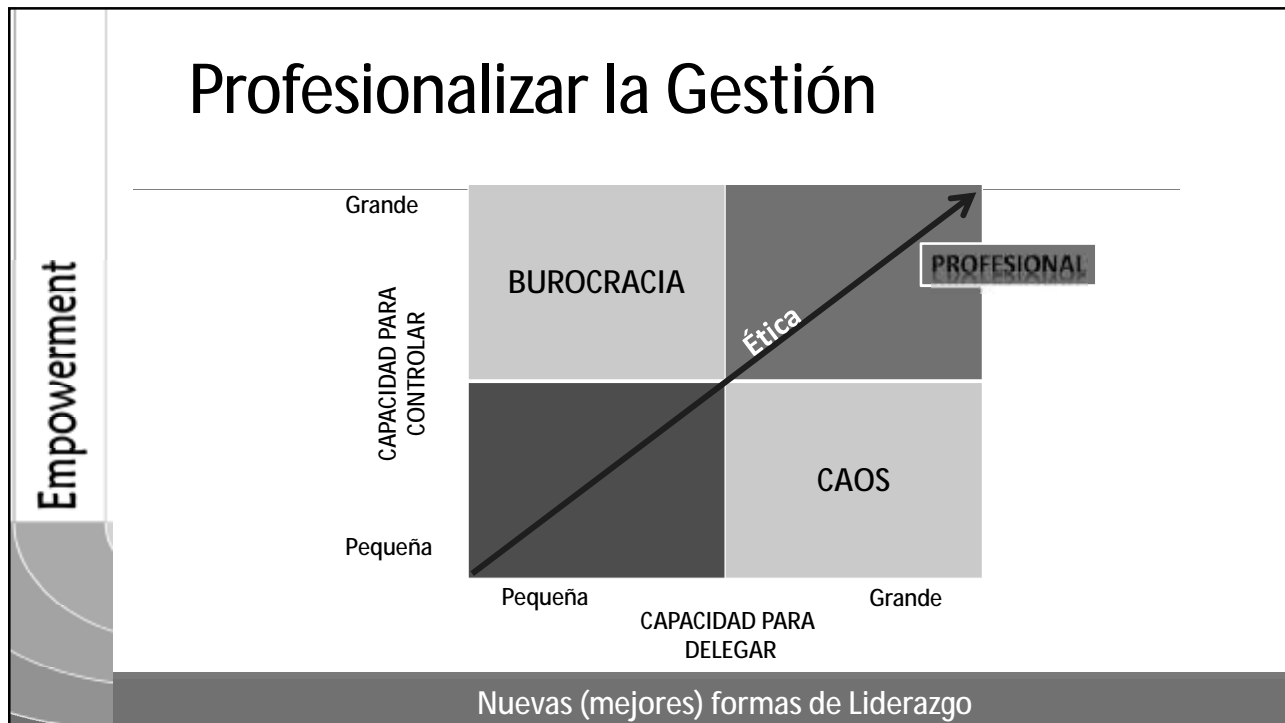 Profesionalizar la Gestión
Empowerment
Grande
CAPACIDAD PARA
CONTROLAR
Pequeña
BUROCRACIA
PROFESIONAL
Ética
CAOS
Pequeña
Grande
CAPACIDAD PARA
DELEGAR
Nuevas (mejores) formas de Liderazgo